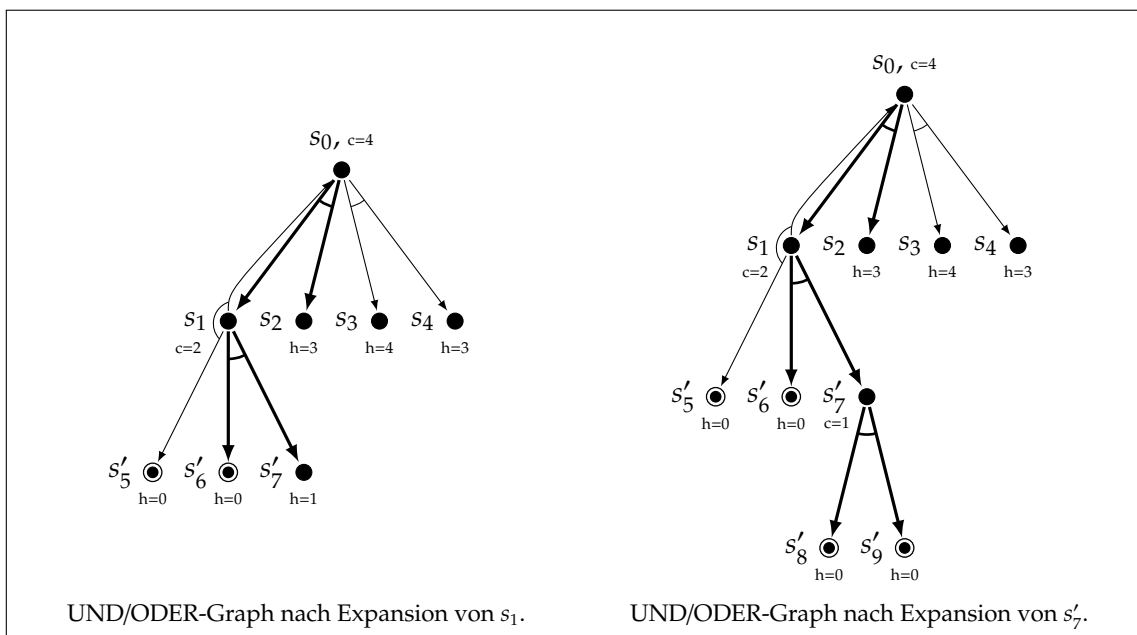 s0, c=4
s1 s2 s3 s4
c=2 h=3 h=4 h=3
s′5 s′6 s′7
h=0 h=0 h=1
UND/ODER-Graph nach Expansion von s1.
s0, c=4
s1 s2 s3 s4
c=2 h=3 h=4 h=3
s′5 s′6 s′7
h=0 h=0 c=1
s′8 s′9
h=0 h=0
UND/ODER-Graph nach Expansion von s′7.